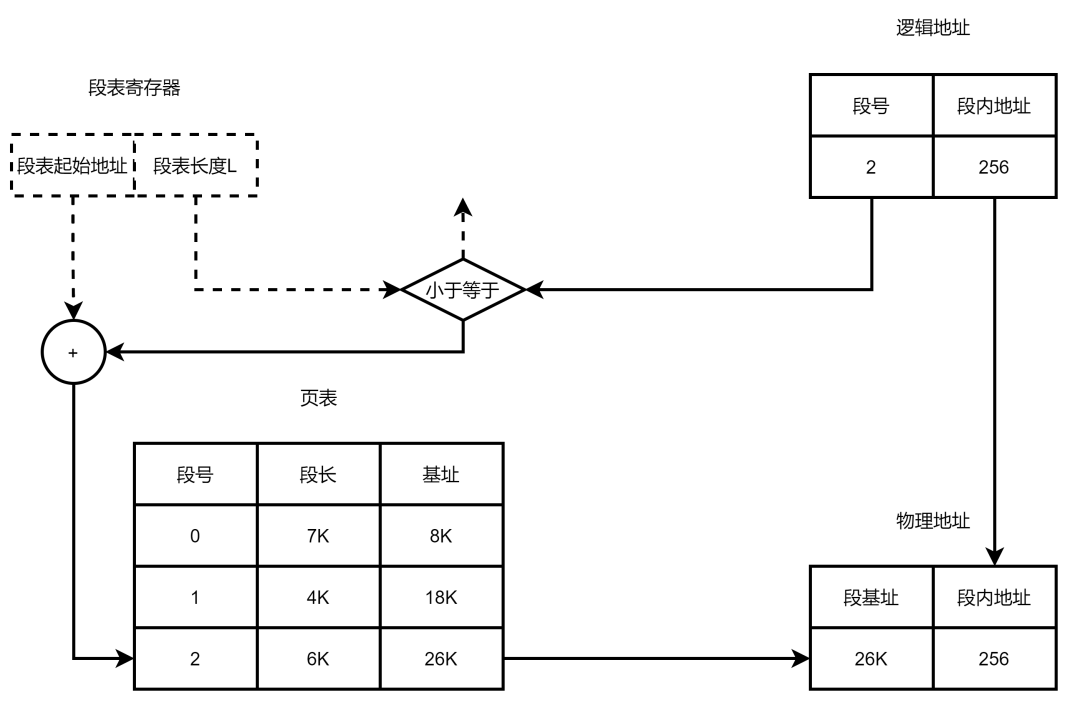 逻辑地址
段表寄存器
段号 段内地址
段表起始地址 段表长度L
2 256
小于等于
+
页表
段号 段长 基址
物理地址
0 7K 8K
1 4K 18K
段基址 段内地址
2 6K 26K
26K 256